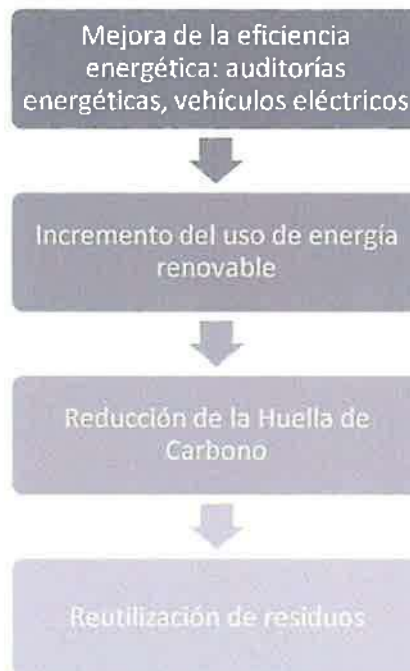 Mejora de la eficiencia
energética: auditorías
energéticas, vehículos eléctricos
Incremento del uso de energía
renovable
Reducción de la Huella de
Carbono
Reutilización de residuos